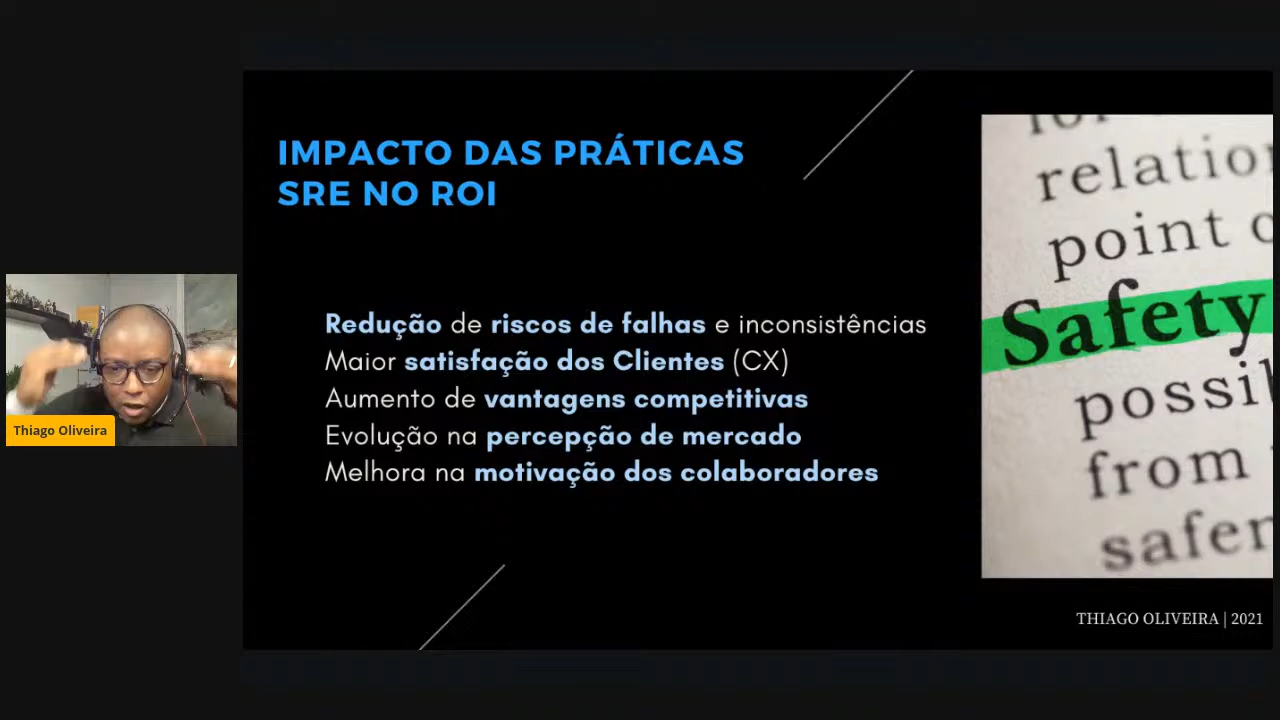 IMPACTO DAS PRÁTICAS
SRE NO ROI
Redução de riscos de falhas e inconsistências
Maior satisfação dos Clientes (CX)
Aumento de vantagens competitivas
Evolução na percepção de mercado
Melhora na motivação dos colaboradores
relatio
point o
Safety
possil
from
safer
Thiago Oliveira
THIAGO OLIVEIRA | 2021